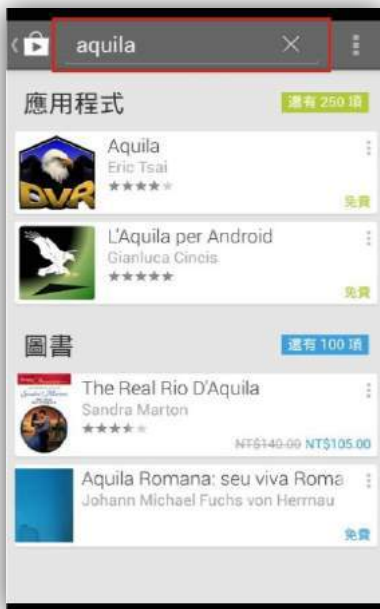 aquila
應用程式
還有 250 項
Aquila
Eric Tsai
免費
L'Aquila per Android
Gianluca Cincis
免費
圖書
還有 100 項
The Real Rio D'Aquila
Sandra Marton
NT$140.00 NT$105.00
Aquila Romana: seu viva Roma
Johann Michael Fuchs von Herrnau
免費
DVR